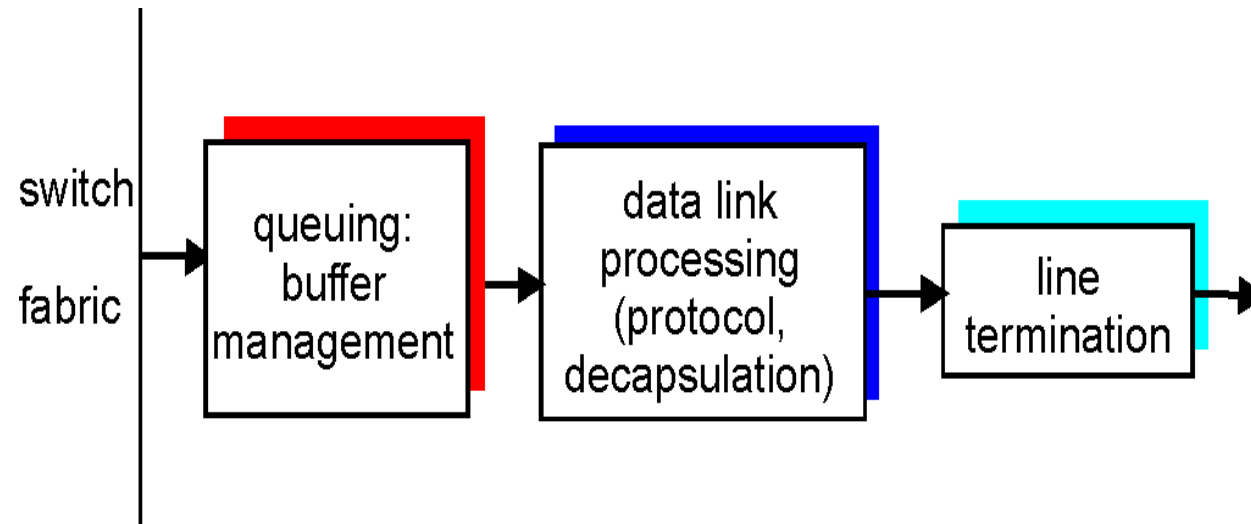 switch
fabric
queuing:
buffer
management
data link
processing
(protocol,
decapsulation)
line
termination